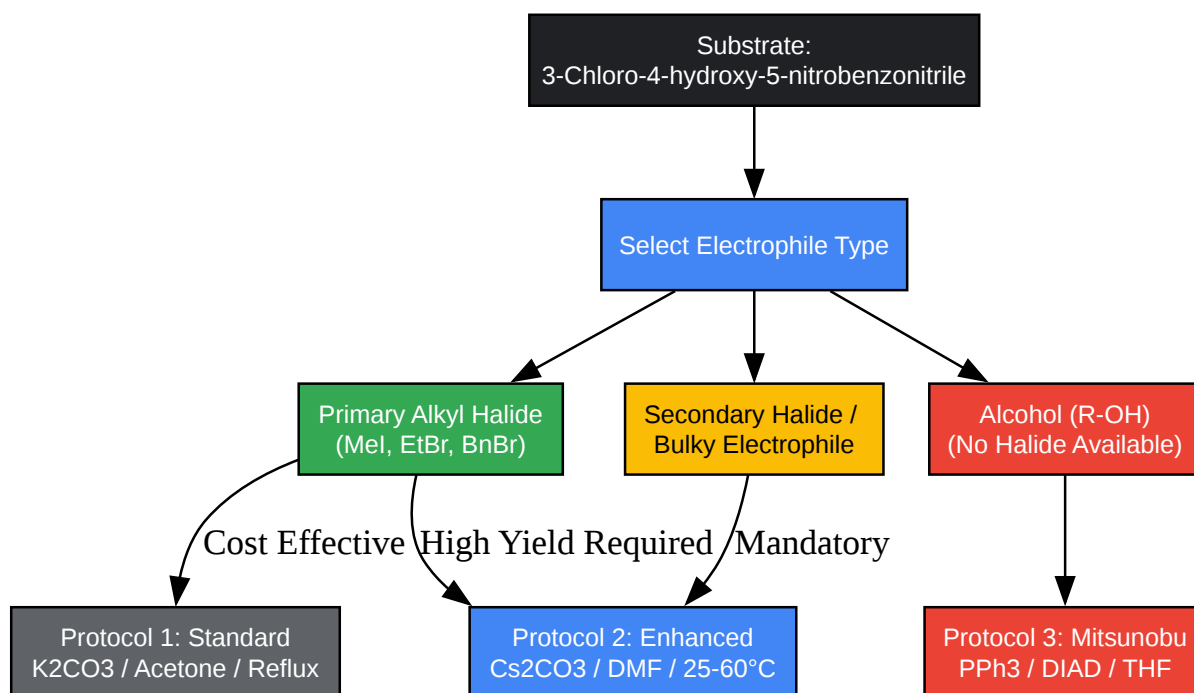 Substrate:
3-Chloro-4-hydroxy-5-nitrobenzonitrile
Select Electrophile Type
Primary Alkyl Halide
(MeI, EtBr, BnBr)
Secondary Halide /
Bulky Electrophile
Alcohol (R-OH)
(No Halide Available)
Cost Effective
High Yield Required
Mandatory
Protocol 1: Standard
K2CO3 / Acetone / Reflux
Protocol 2: Enhanced
Cs2CO3 / DMF / 25-60°C
Protocol 3: Mitsunobu
PPh3 / DIAD / THF